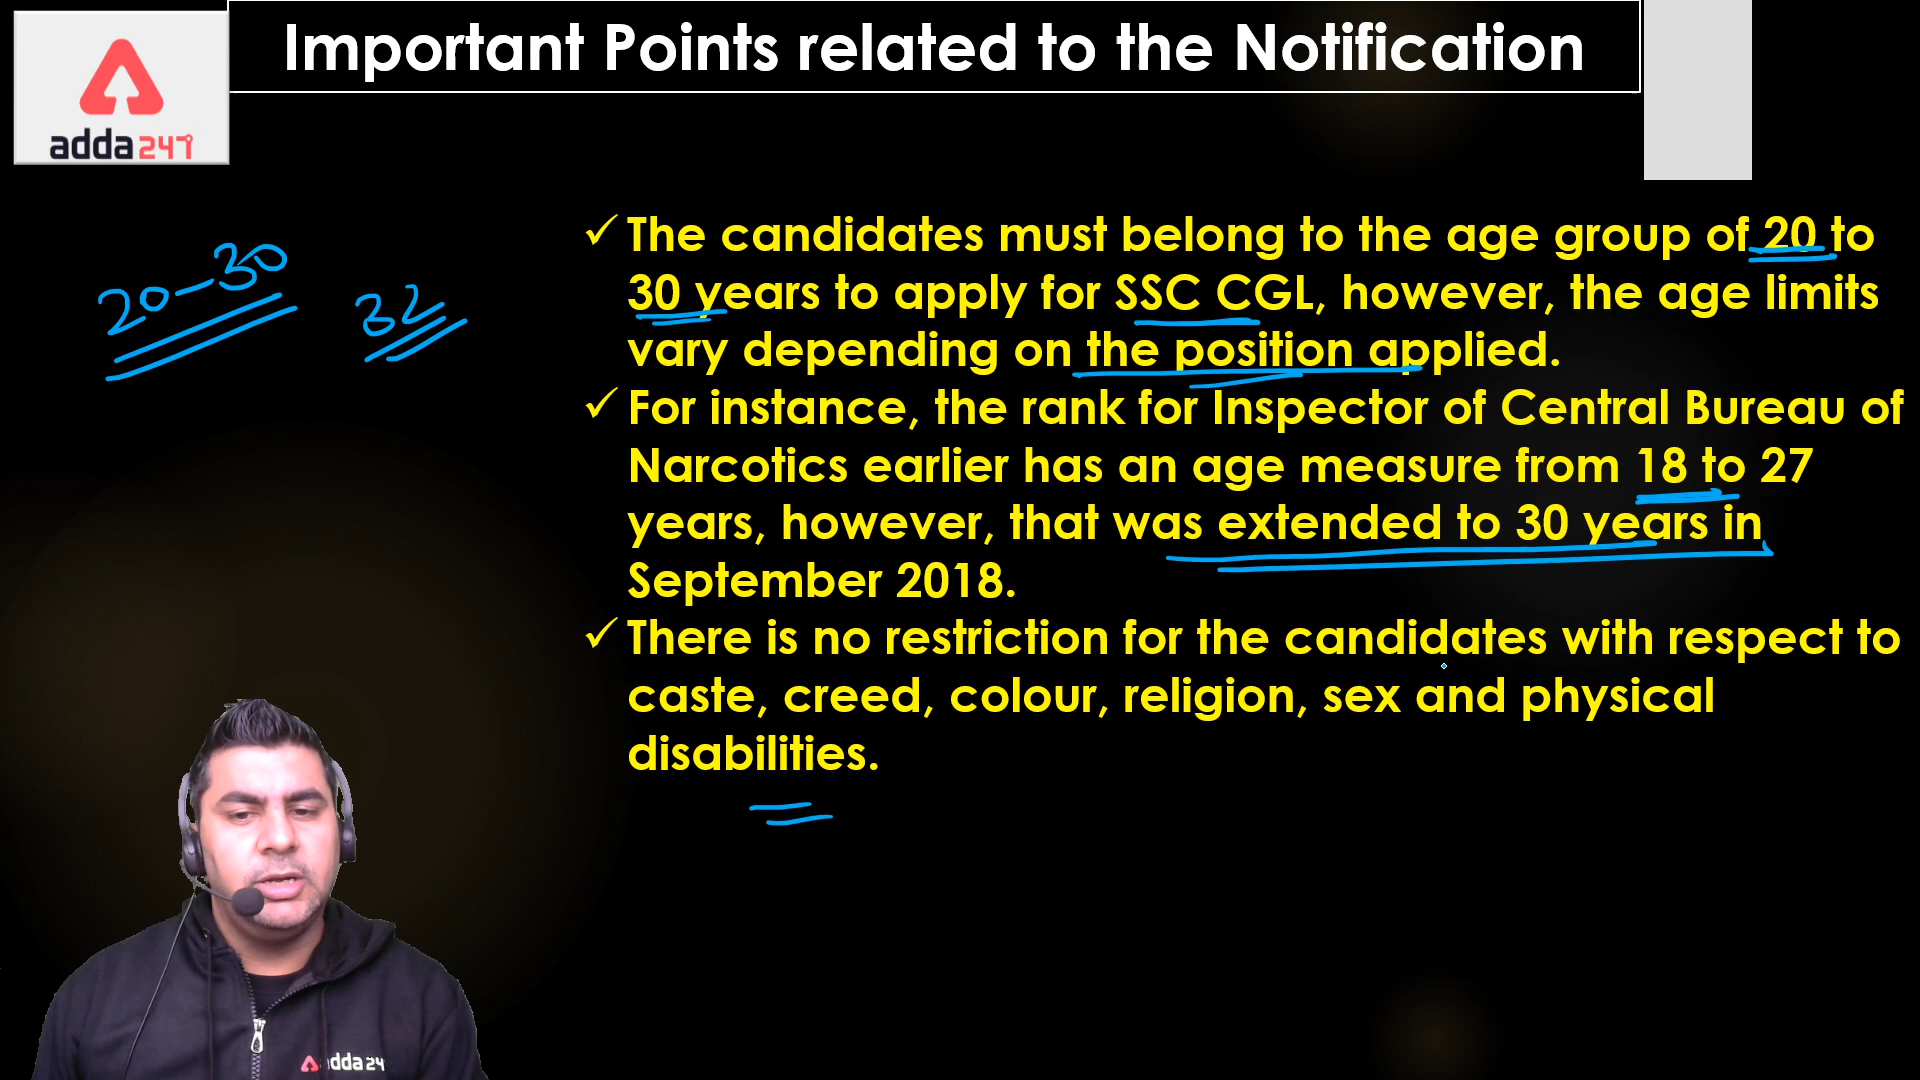 Important Points related to the Notification
adda247
20-30
32
✓ The candidates must belong to the age group of 20 to
30 years to apply for SSC CGL, however, the age limits
vary depending on the position applied.
✓ For instance, the rank for Inspector of Central Bureau of
Narcotics earlier has an age measure from 18 to 27
years, however, that was extended to 30 years in
September 2018.
✓ There is no restriction for the candidates with respect to
caste, creed, colour, religion, sex and physical
disabilities.
adda24